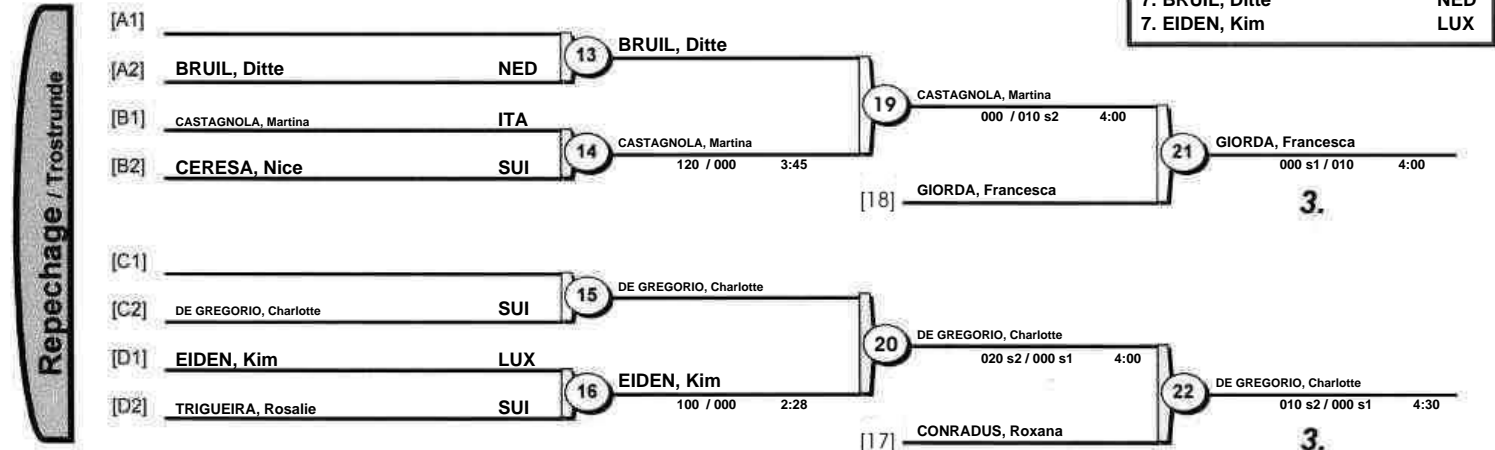 7. BRUIL, Ditte NED
7. EIDEN, Kim LUX
Repechage / Trostrunde
[A1]
[A2] BRUIL, Ditte NED
13 BRUIL, Ditte
[B1] CASTAGNOLA, Martina ITA
[B2] CERESA, Nice SUI
14 CASTAGNOLA, Martina
120 / 000 3:45
19 CASTAGNOLA, Martina
000 / 010 s2 4:00
[18] GIORDA, Francesca
21 GIORDA, Francesca
000 s1 / 010 4:00
3.
[C1]
[C2] DE GREGORIO, Charlotte SUI
15 DE GREGORIO, Charlotte
[D1] EIDEN, Kim LUX
[D2] TRIGUEIRA, Rosalie SUI
16 EIDEN, Kim
100 / 000 2:28
20 DE GREGORIO, Charlotte
020 s2 / 000 s1 4:00
[17] CONRADUS, Roxana
22 DE GREGORIO, Charlotte
010 s2 / 000 s1 4:30
3.